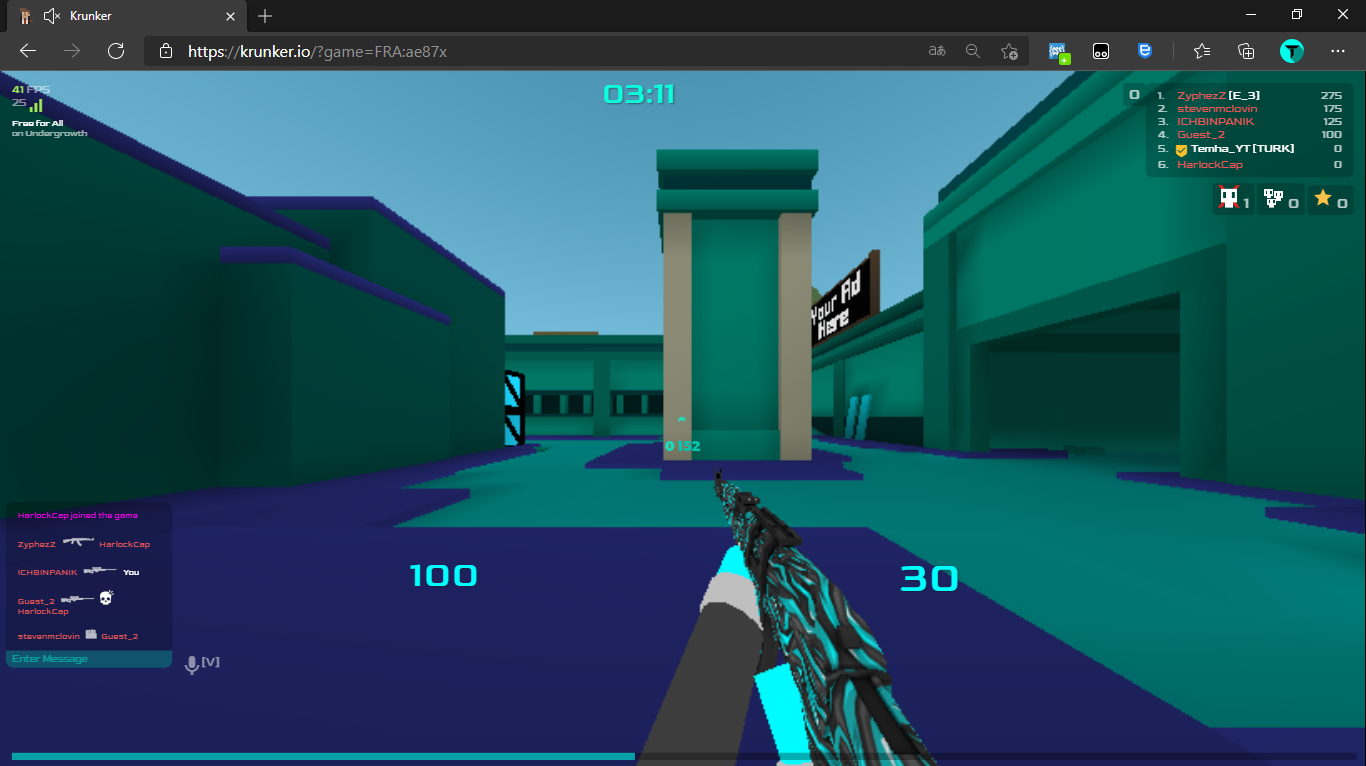 Krunker
https://krunker.io/?game=FRA:ae87x
aあ
T
41 FPS
25
Free for All
on Undergrowth
03:11
0
1. ZyphezZ [E_3] 275
2. stevenmclovin 175
3. ICHBINPANIK 125
4. Guest_2 100
5. Temha_YT [TURK] 0
6. HarlockCap 0
1 0 0
Your Ad
Here
0 152
HarlockCap joined the game
ZyphezZ HarlockCap
ICHBINPANIK You
Guest_2
HarlockCap
stevenmclovin Guest_2
Enter Message
[V]
100
30